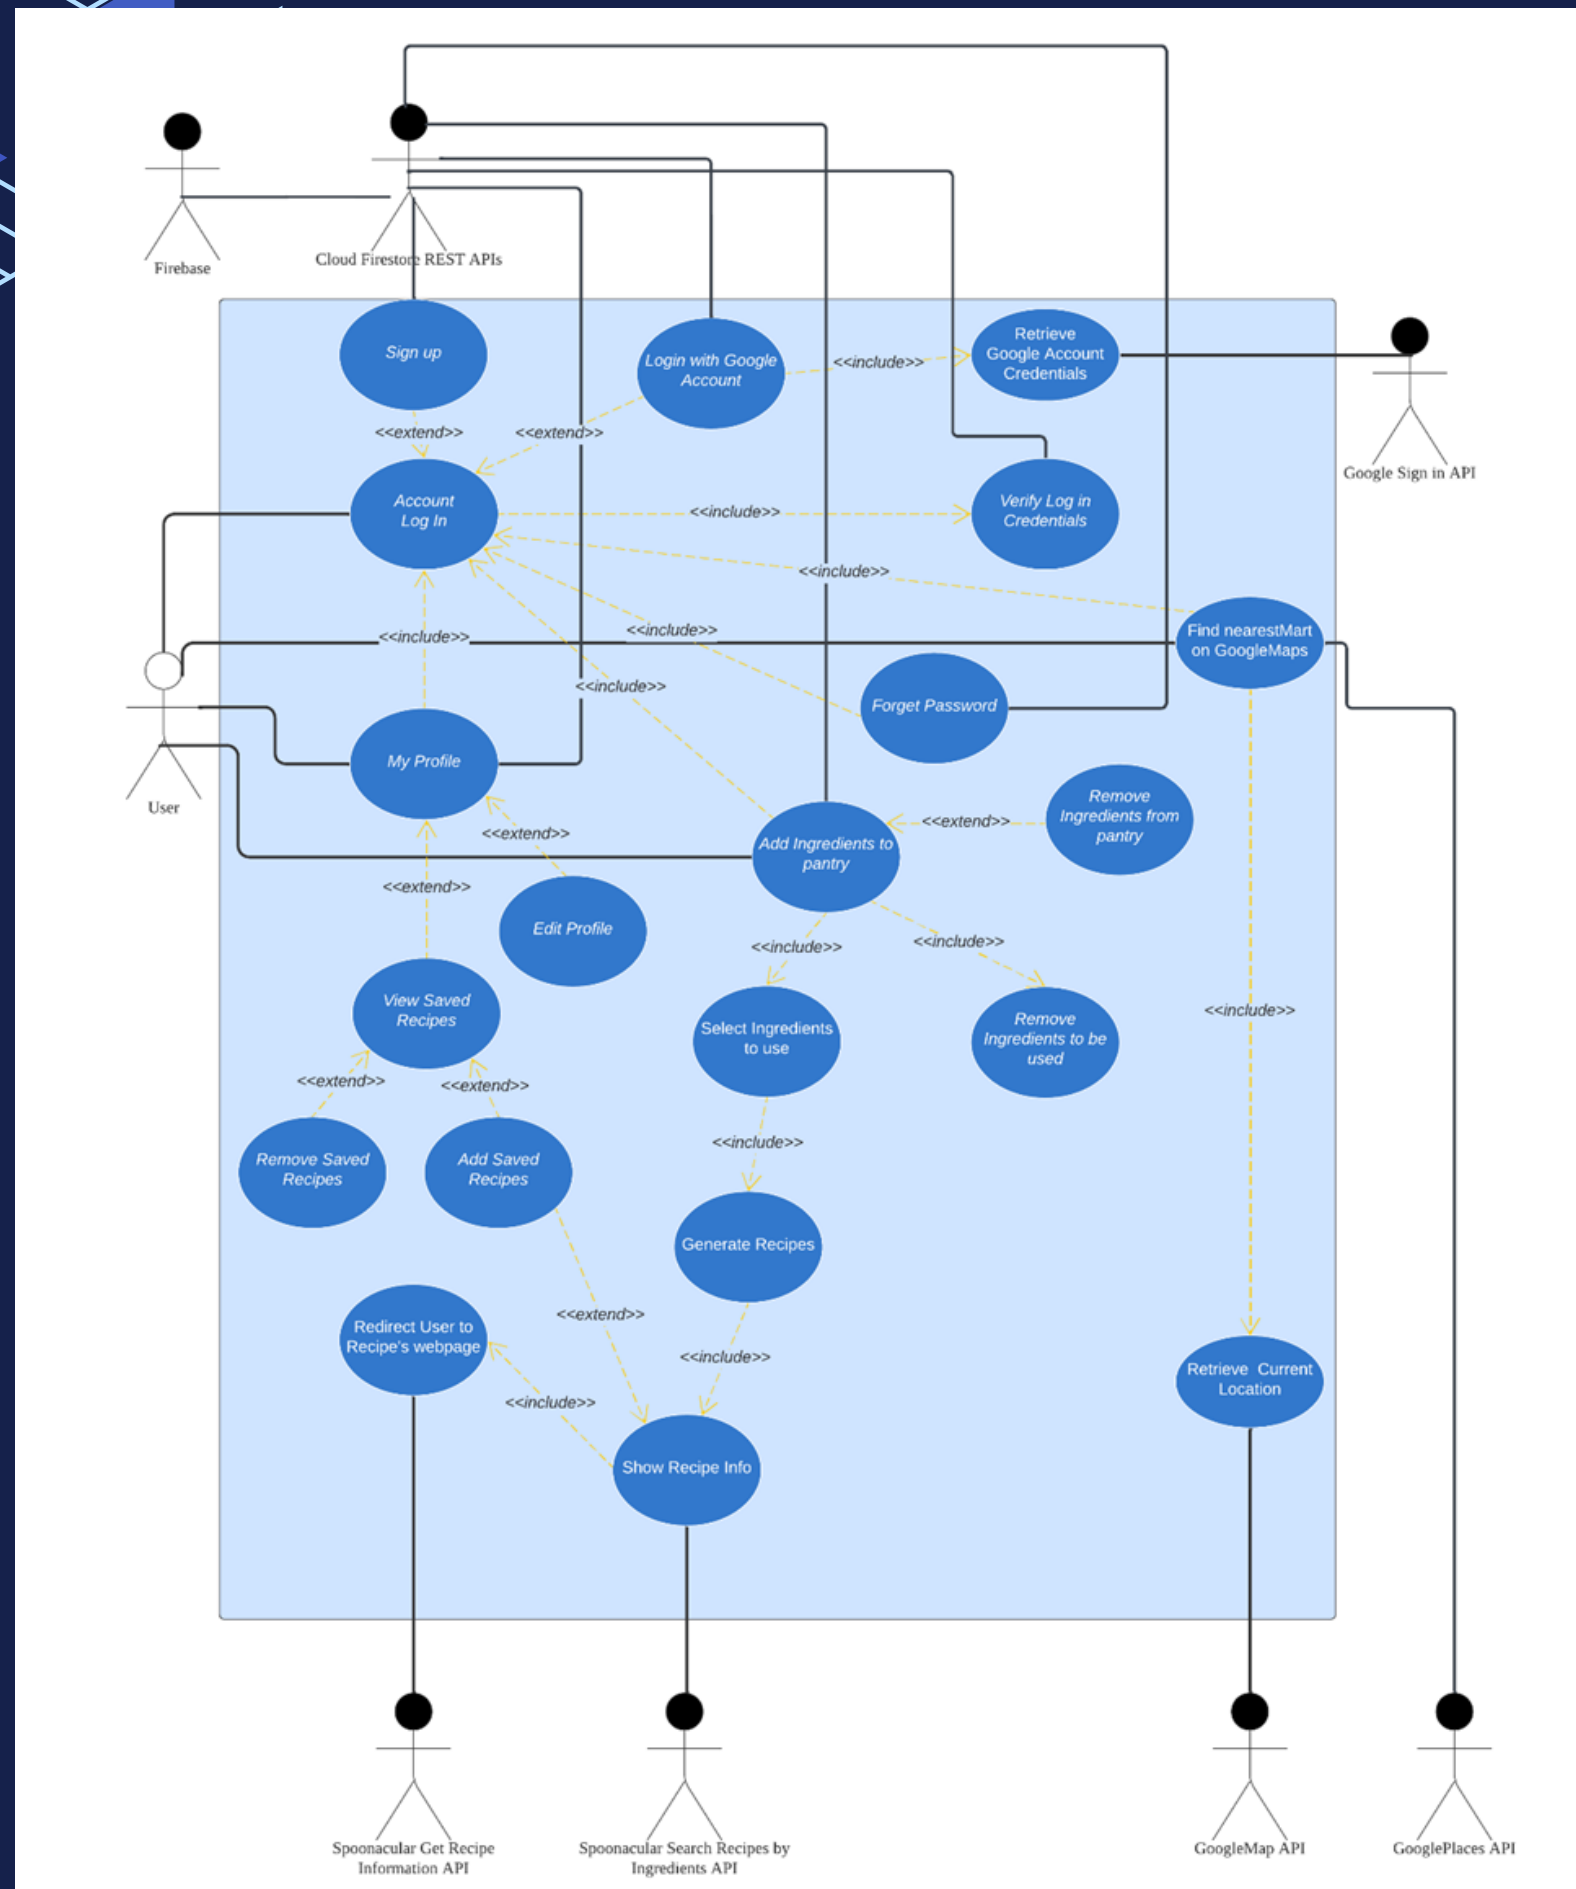 Firebase
Cloud Firestore REST APIs
Sign up
Login with Google
Account
<<include>>
Retrieve
Google Account
Credentials
Google Sign in API
<<extend>>
<<extend>>
Account
Log In
<<include>>
Verify Log in
Credentials
<<include>>
<<include>>
<<include>>
<<include>>
Find nearestMart
on GoogleMaps
User
My Profile
Forget Password
Remove
Ingredients from
pantry
<<extend>>
<<extend>>
Add Ingredients to
pantry
<<extend>>
Edit Profile
<<include>>
<<include>>
View Saved
Recipes
Select Ingredients
to use
Remove
Ingredients to be
used
<<include>>
<<extend>>
<<extend>>
<<include>>
Remove Saved
Recipes
Add Saved
Recipes
Generate Recipes
<<extend>>
Redirect User to
Recipe's webpage
<<include>>
<<include>>
Retrieve Current
Location
Show Recipe Info
Spoonacular Get Recipe
Information API
Spoonacular Search Recipes by
Ingredients API
GoogleMap API
GooglePlaces API